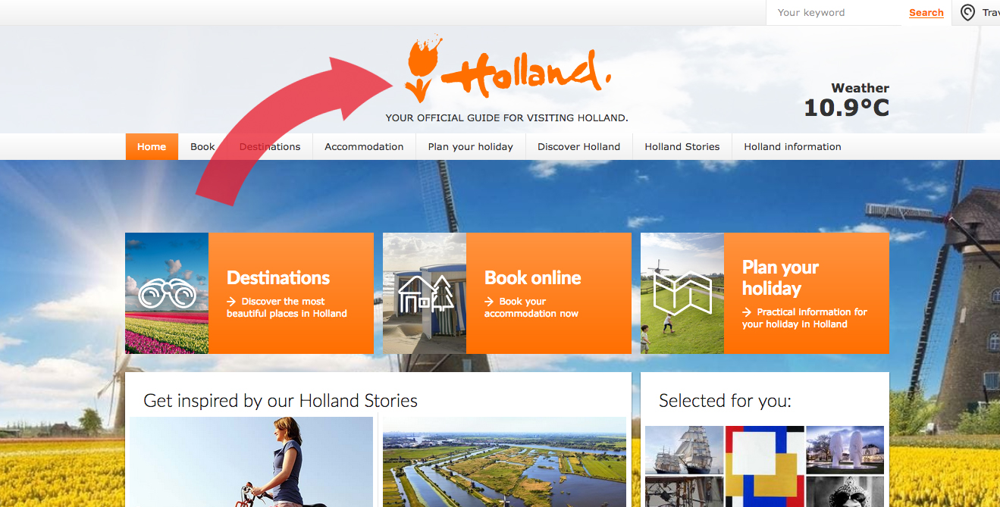 Your keyword
Search
Holland.
YOUR OFFICIAL GUIDE FOR VISITING HOLLAND.
Weather
10.9°C
Home
Book
Destinations
Accommodation
Plan your holiday
Discover Holland
Holland Stories
Holland information
Destinations
Discover the most
beautiful places in Holland
Book online
Book your
accommodation now
Plan your
holiday
Practical information for
your holiday in Holland
Get inspired by our Holland Stories
Selected for you: